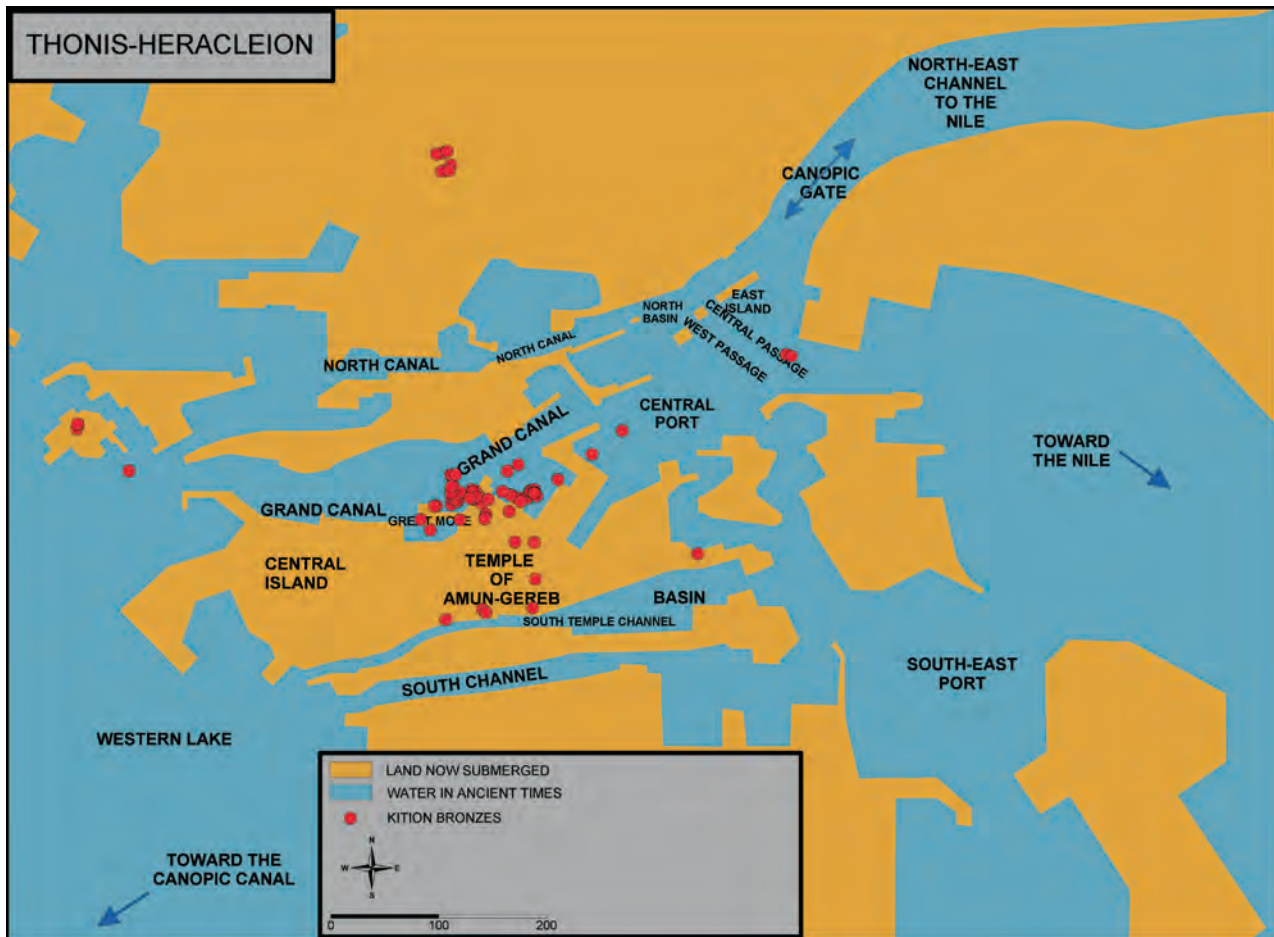 THONIS-HERACLEION
NORTH-EAST
CHANNEL
TO THE
NILE
CANOPIC
GATE
EAST
ISLAND
NORTH
BASIN
CENTRAL PASSAGE
WEST PASSAGE
NORTH CANAL
NORTH CANAL
CENTRAL
PORT
GRAND CANAL
TOWARD
THE NILE
GRAND CANAL
GREAT MOLE
CENTRAL
ISLAND
TEMPLE
OF
AMUN-GEREB
BASIN
SOUTH TEMPLE CHANNEL
SOUTH CHANNEL
SOUTH-EAST
PORT
WESTERN LAKE
LAND NOW SUBMERGED
WATER IN ANCIENT TIMES
KITION BRONZES
N
W E
S
0 100 200
TOWARD THE
CANOPIC CANAL